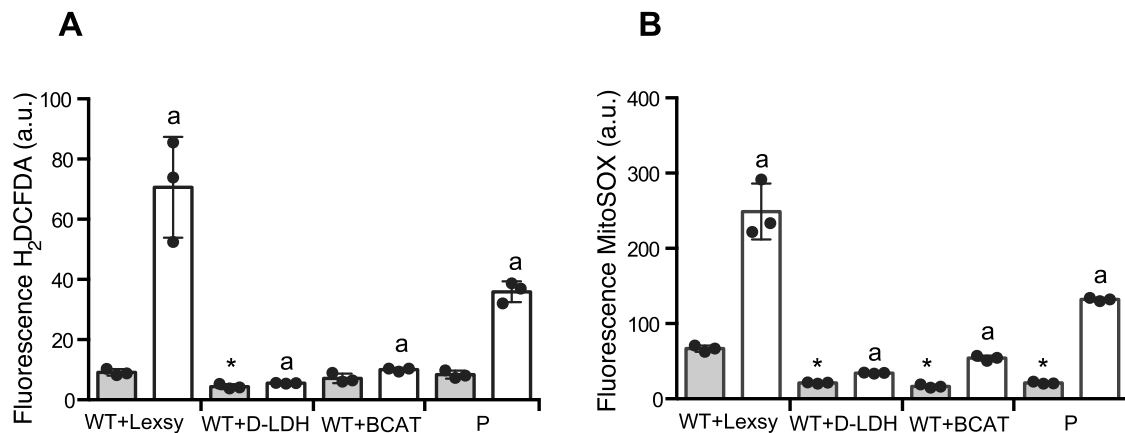 A
B
Fluorescence H2DCFDA (a.u.)
100
80
60
40
20
0
a
*
a
a
a
WT+Lexsy WT+D-LDH WT+BCAT P
Fluorescence MitoSOX (a.u.)
400
300
200
100
0
a
*
a
*
a
*
a
WT+Lexsy WT+D-LDH WT+BCAT P